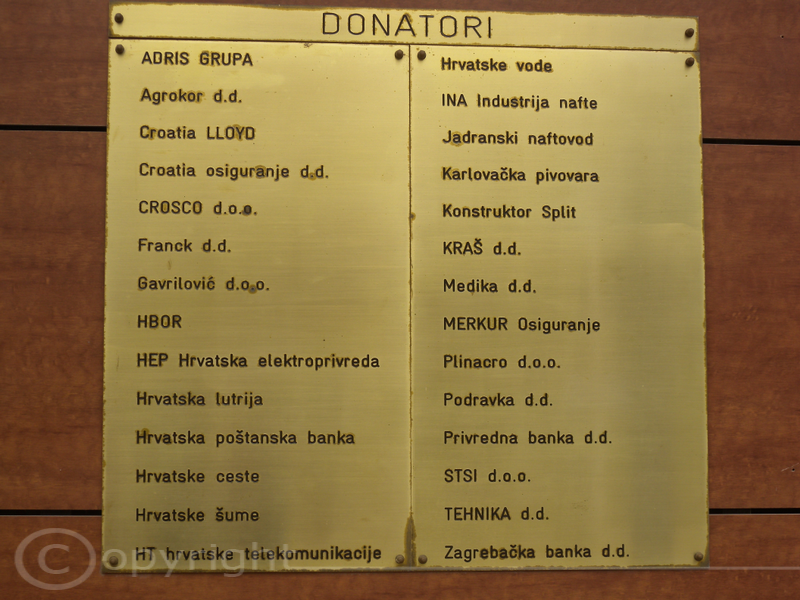 DONATORI
ADRIS GRUPA
Agrokor d.d.
Croatia LLOYD
Croatia osiguranje d.d.
CROSCO d.o.o.
Franck d.d.
Gavrilović d.o.o.
HBOR
HEP Hrvatska elektroprivreda
Hrvatska lutrija
Hrvatska poštanska banka
Hrvatske ceste
Hrvatske šume
HT hrvatske telekomunikacije
Hrvatske vode
INA Industrija nafte
Jadranski naftovod
Karlovačka pivovara
Konstruktor Split
KRAŠ d.d.
Medika d.d.
MERKUR Osiguranje
Plinacro d.o.o.
Podravka d.d.
Privredna banka d.d.
STSI d.o.o.
TEHNIKA d.d.
Zagrebačka banka d.d.
©opyright